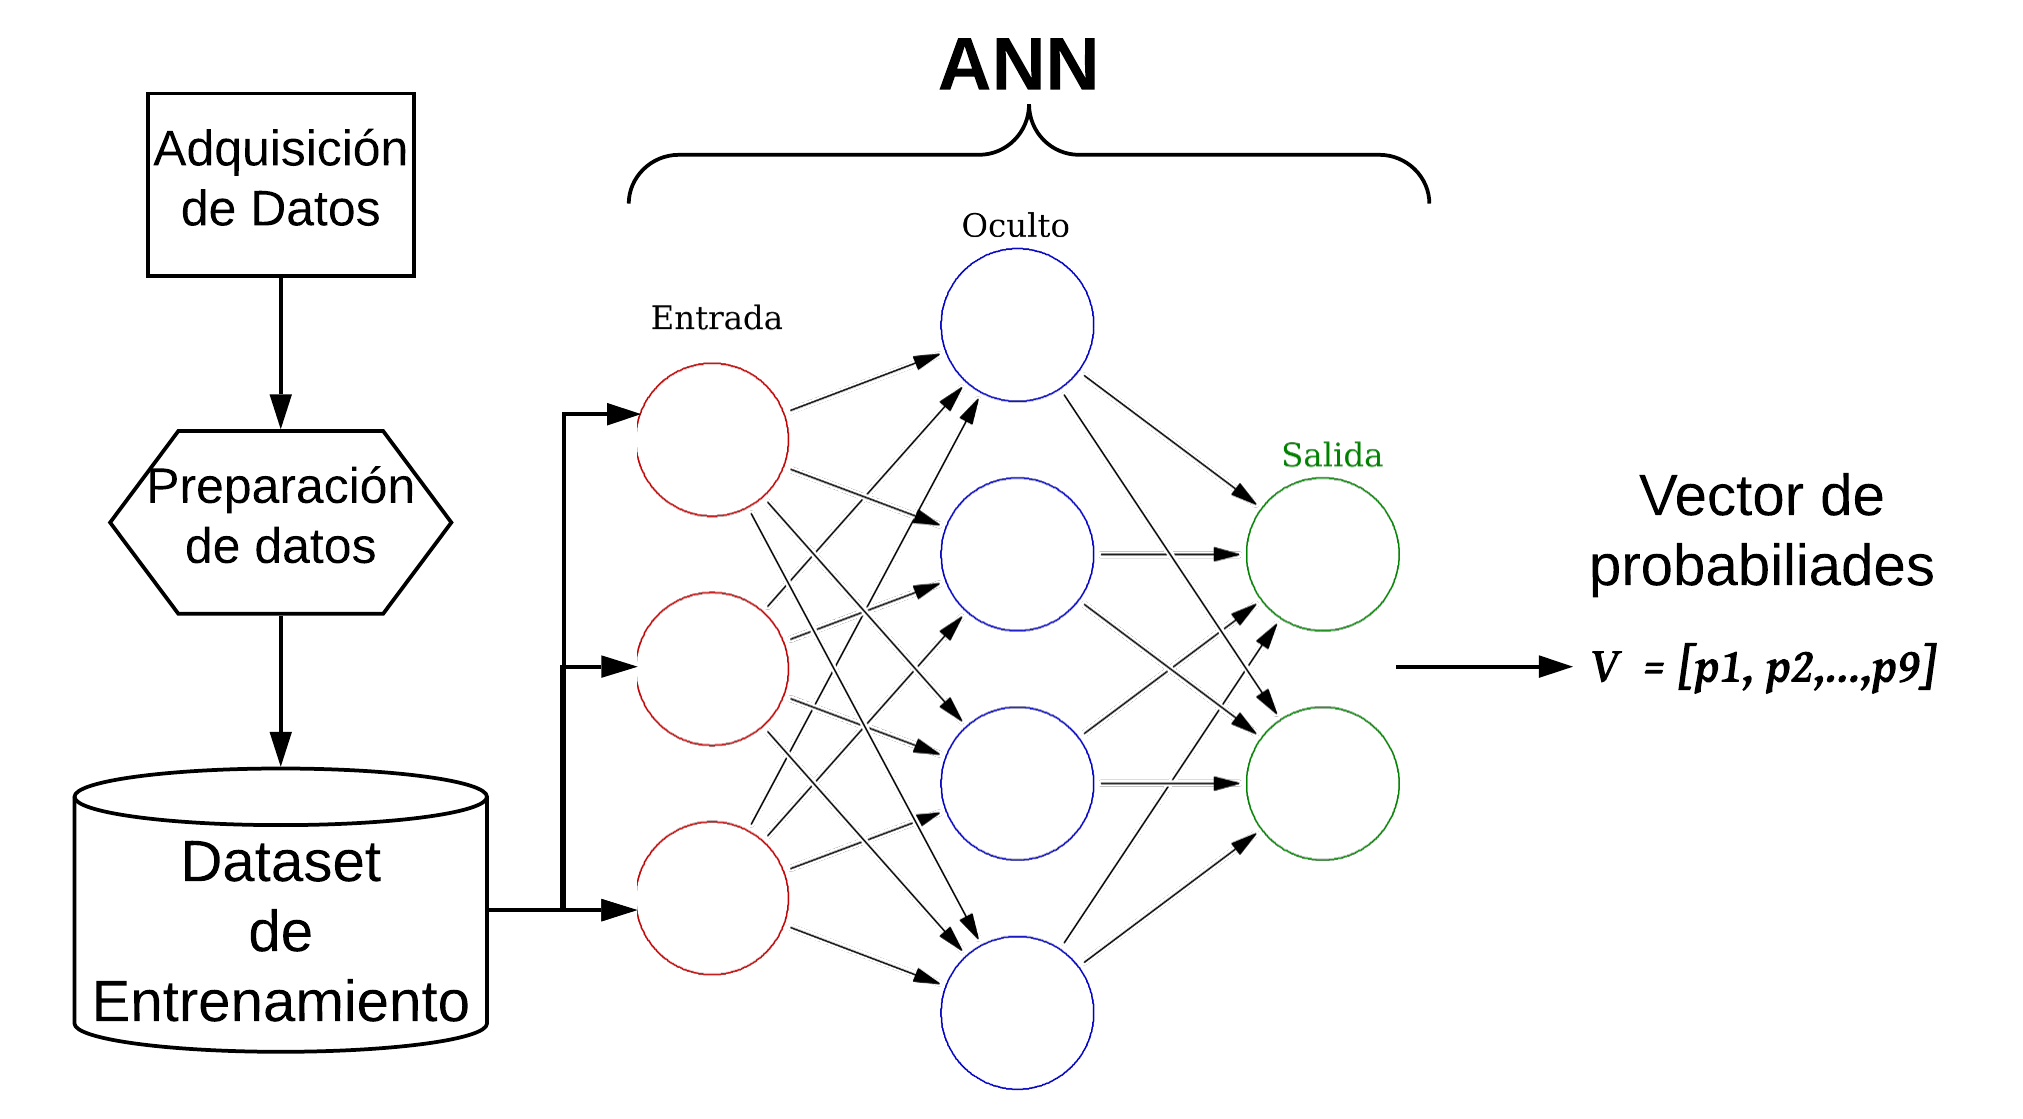 ANN
Adquisición
de Datos
Oculto
Entrada
Preparación
de datos
Salida
Vector de
probabiliades
V = [p1, p2,...,p9]
Dataset
de
Entrenamiento